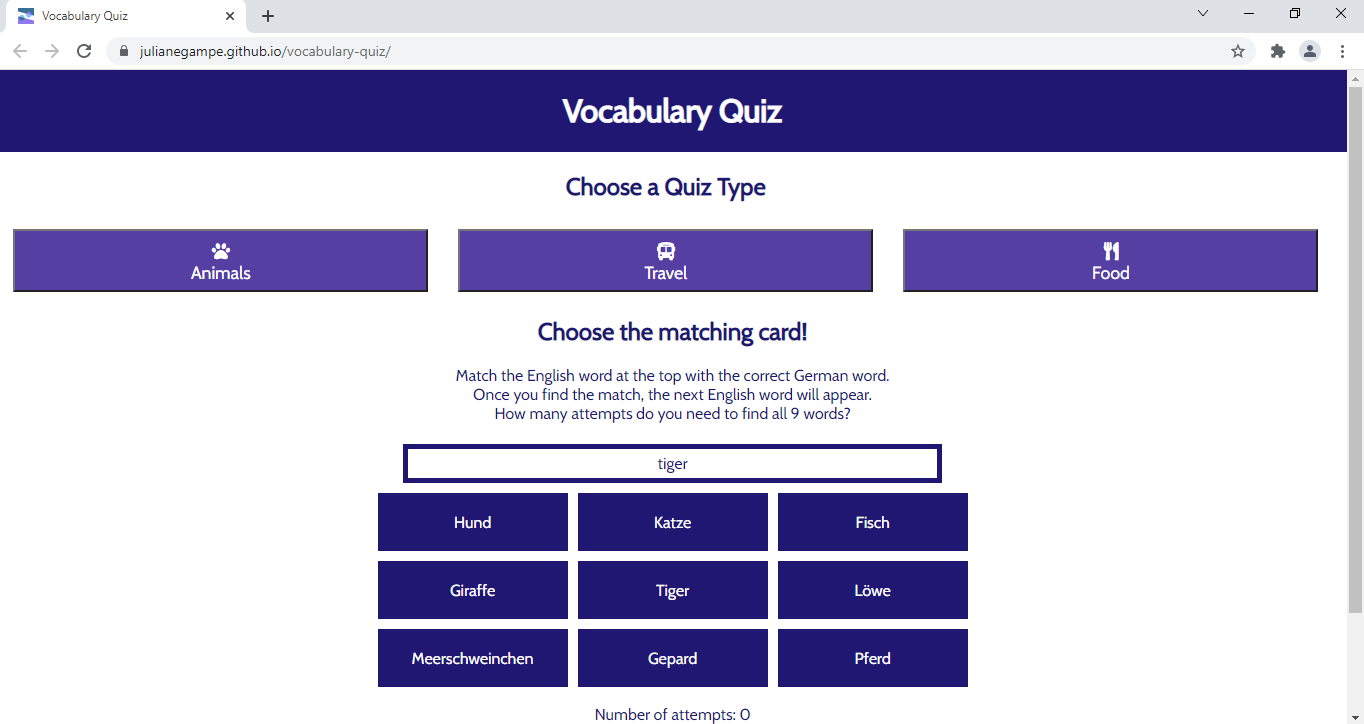 Vocabulary Quiz
julianegampe.github.io/vocabulary-quiz/
Vocabulary Quiz
Choose a Quiz Type
Animals Travel Food
Choose the matching card!
Match the English word at the top with the correct German word.
Once you find the match, the next English word will appear.
How many attempts do you need to find all 9 words?
tiger
Hund Katze Fisch
Giraffe Tiger Löwe
Meerschweinchen Gepard Pferd
Number of attempts: 0